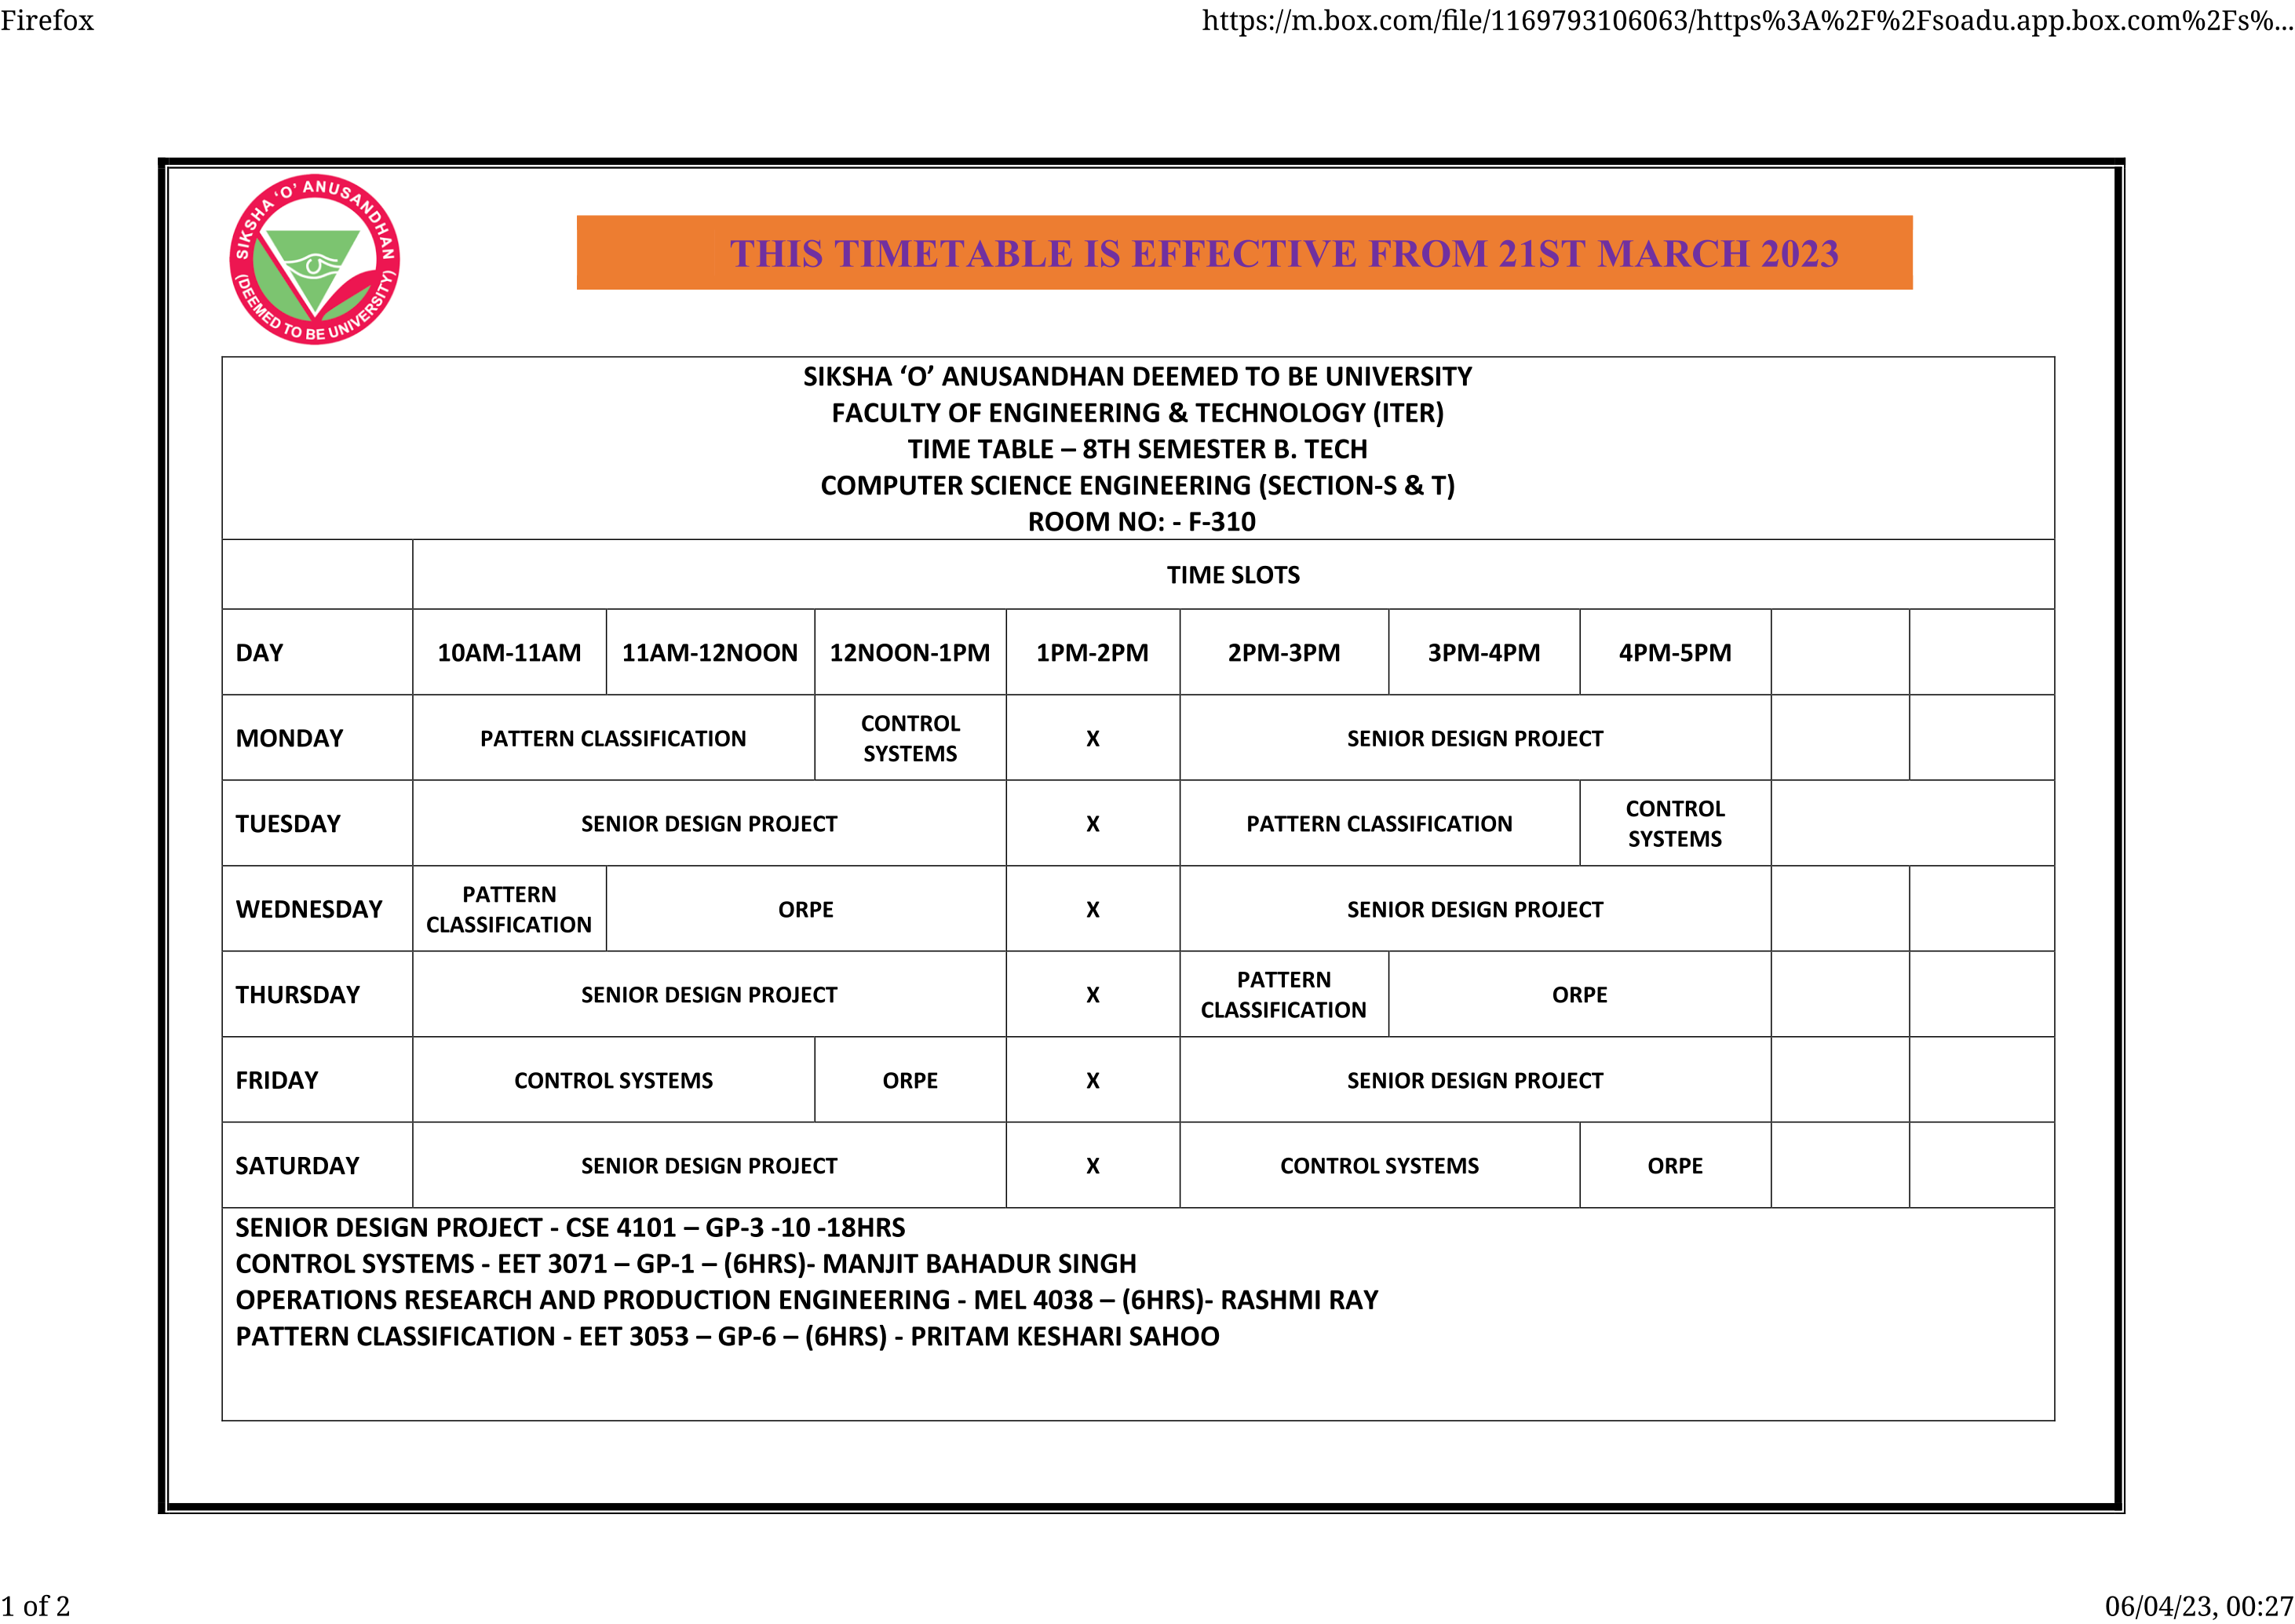 Firefox
https://m.box.com/file/1169793106063/https%3A%2F%2Fsoadu.app.box.com%2Fs%...
SIKSHA 'O' ANUSANDHAN
(DEEMED TO BE UNIVERSITY)
THIS TIMETABLE IS EFFECTIVE FROM 21ST MARCH 2023
SIKSHA ‘O’ ANUSANDHAN DEEMED TO BE UNIVERSITY
FACULTY OF ENGINEERING & TECHNOLOGY (ITER)
TIME TABLE – 8TH SEMESTER B. TECH
COMPUTER SCIENCE ENGINEERING (SECTION-S & T)
ROOM NO: - F-310
TIME SLOTS
DAY 10AM-11AM 11AM-12NOON 12NOON-1PM 1PM-2PM 2PM-3PM 3PM-4PM 4PM-5PM
MONDAY PATTERN CLASSIFICATION CONTROL SYSTEMS X SENIOR DESIGN PROJECT
TUESDAY SENIOR DESIGN PROJECT X PATTERN CLASSIFICATION CONTROL SYSTEMS
WEDNESDAY PATTERN CLASSIFICATION ORPE X SENIOR DESIGN PROJECT
THURSDAY SENIOR DESIGN PROJECT X PATTERN CLASSIFICATION ORPE
FRIDAY CONTROL SYSTEMS ORPE X SENIOR DESIGN PROJECT
SATURDAY SENIOR DESIGN PROJECT X CONTROL SYSTEMS ORPE
SENIOR DESIGN PROJECT - CSE 4101 – GP-3 -10 -18HRS
CONTROL SYSTEMS - EET 3071 – GP-1 – (6HRS)- MANJIT BAHADUR SINGH
OPERATIONS RESEARCH AND PRODUCTION ENGINEERING - MEL 4038 – (6HRS)- RASHMI RAY
PATTERN CLASSIFICATION - EET 3053 – GP-6 – (6HRS) - PRITAM KESHARI SAHOO
1 of 2
06/04/23, 00:27